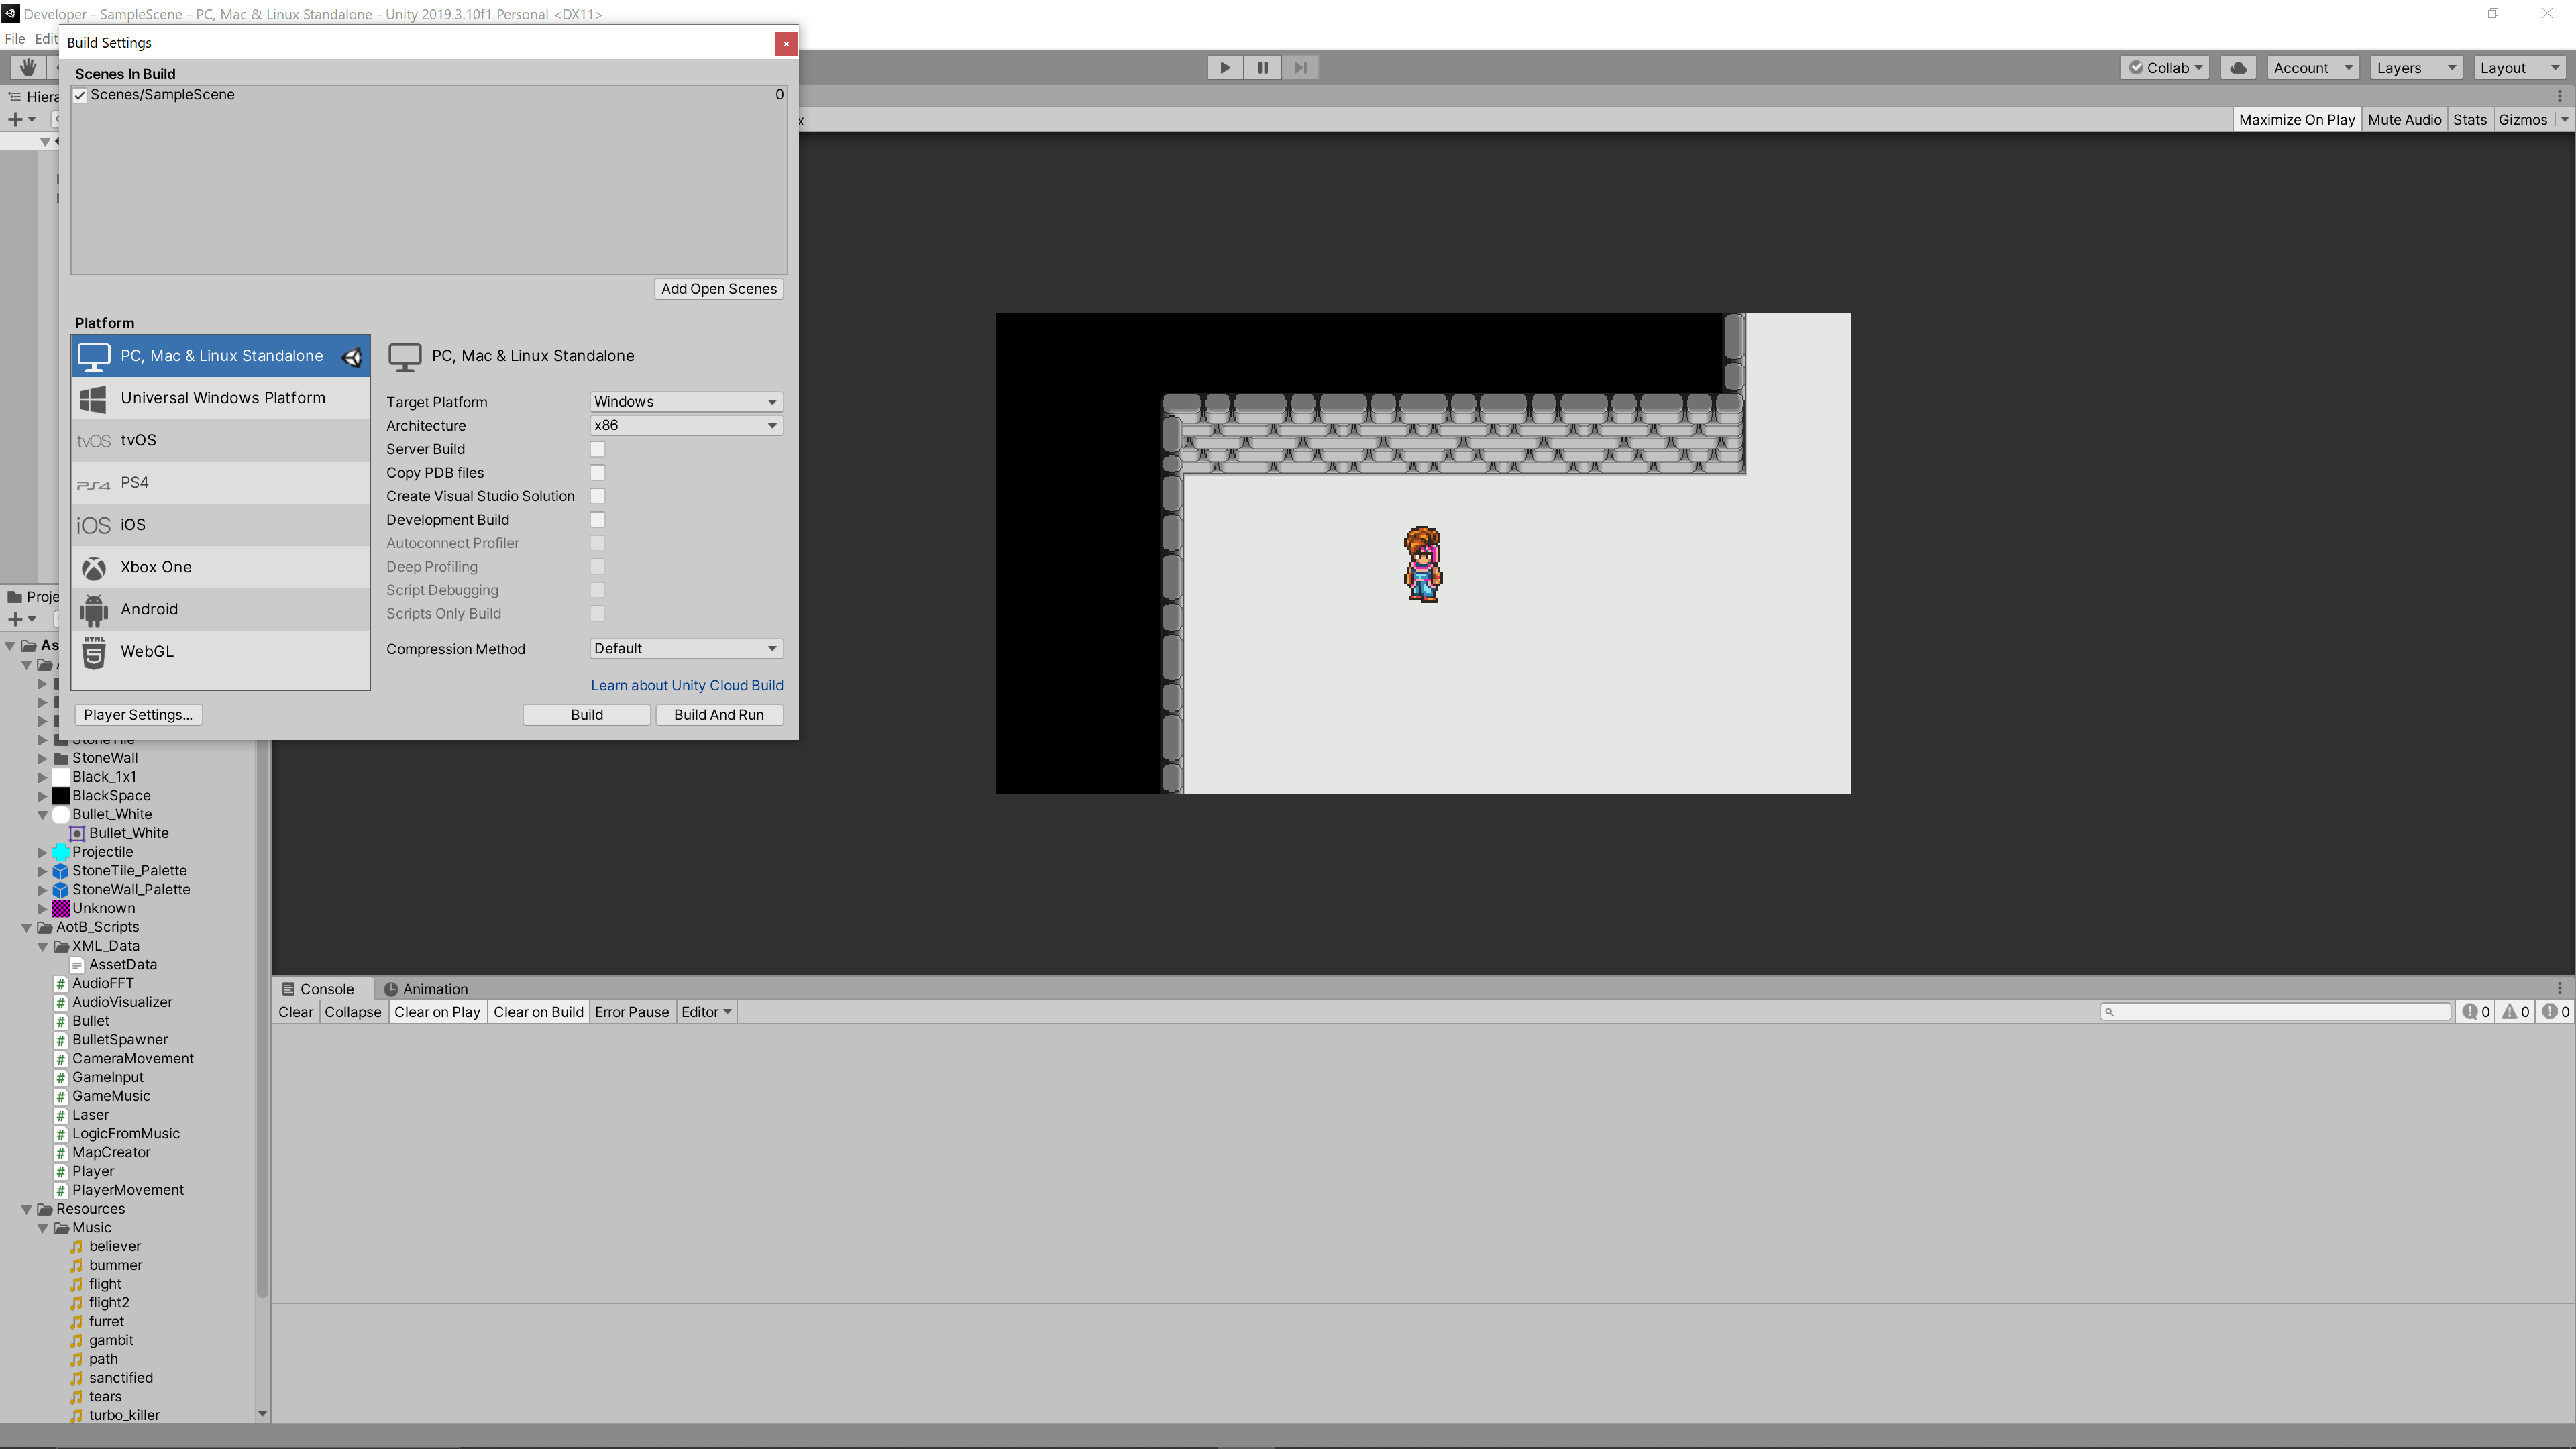 Developer - SampleScene - PC, Mac & Linux Standalone - Unity 2019.3.10f1 Personal <DX11>
File Edit
Build Settings
Scenes In Build
Scenes/SampleScene 0
Add Open Scenes
Platform
PC, Mac & Linux Standalone
Universal Windows Platform
tvOS tvOS
PS4 PS4
iOS iOS
Xbox One
Android
HTML 5 WebGL
PC, Mac & Linux Standalone
Target Platform Windows
Architecture x86
Server Build
Copy PDB files
Create Visual Studio Solution
Development Build
Autoconnect Profiler
Deep Profiling
Script Debugging
Scripts Only Build
Compression Method Default
Learn about Unity Cloud Build
Player Settings... Build Build And Run
Collab Account Layers Layout
Hiera
x Maximize On Play Mute Audio Stats Gizmos
Proje
As
StoneTile
StoneWall
Black_1x1
BlackSpace
Bullet_White
Bullet_White
Projectile
StoneTile_Palette
StoneWall_Palette
Unknown
AotB_Scripts
XML_Data
AssetData
AudioFFT
AudioVisualizer
Bullet
BulletSpawner
CameraMovement
GameInput
GameMusic
Laser
LogicFromMusic
MapCreator
Player
PlayerMovement
Resources
Music
believer
bummer
flight
flight2
furret
gambit
path
sanctified
tears
turbo_killer
Console Animation
Clear Collapse Clear on Play Clear on Build Error Pause Editor 0 0 0